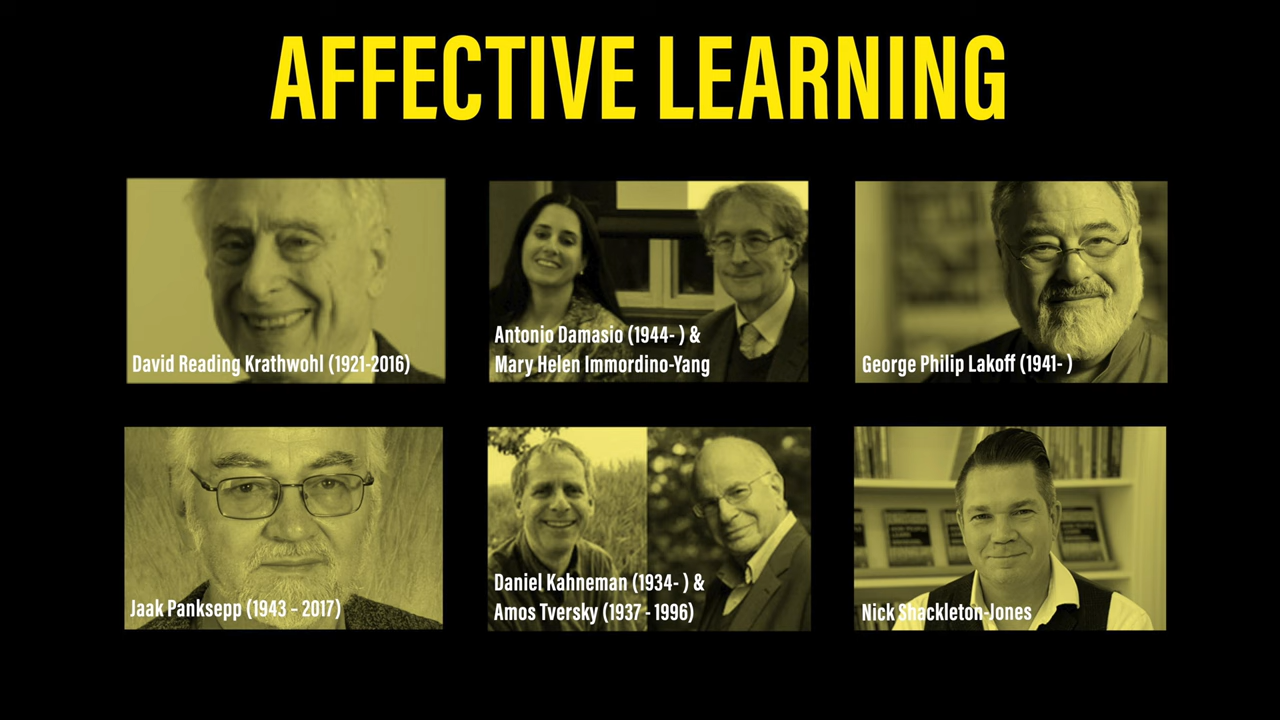 AFFECTIVE LEARNING
David Reading Krathwohl (1921-2016)
Antonio Damasio (1944- ) &
Mary Helen Immordino-Yang
George Philip Lakoff (1941- )
Jaak Panksepp (1943 - 2017)
Daniel Kahneman (1934- ) &
Amos Tversky (1937 - 1996)
Nick Shackleton-Jones